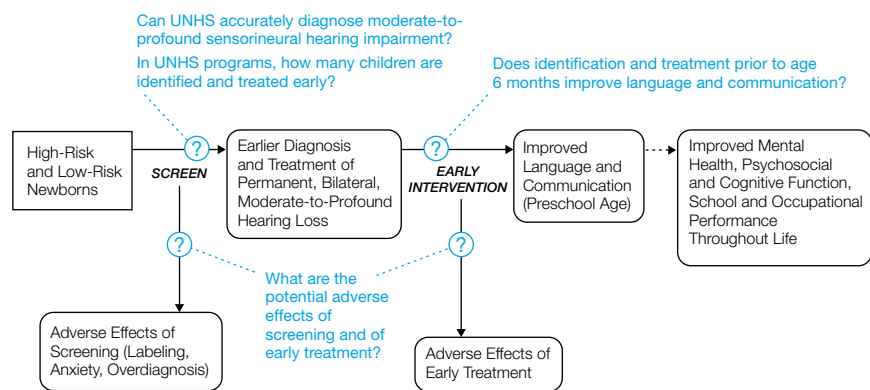 Can UNHS accurately diagnose moderate-to-
profound sensorineural hearing impairment?
In UNHS programs, how many children are
identified and treated early?
Does identification and treatment prior to age
6 months improve language and communication?
High-Risk
and Low-Risk
Newborns
?
SCREEN
Earlier Diagnosis
and Treatment of
Permanent, Bilateral,
Moderate-to-Profound
Hearing Loss
?
EARLY
INTERVENTION
Improved
Language and
Communication
(Preschool Age)
Improved Mental
Health, Psychosocial
and Cognitive Function,
School and Occupational
Performance
Throughout Life
?
What are the
potential adverse
effects of
screening and of
early treatment?
?
Adverse Effects of
Screening (Labeling,
Anxiety, Overdiagnosis)
Adverse Effects of
Early Treatment